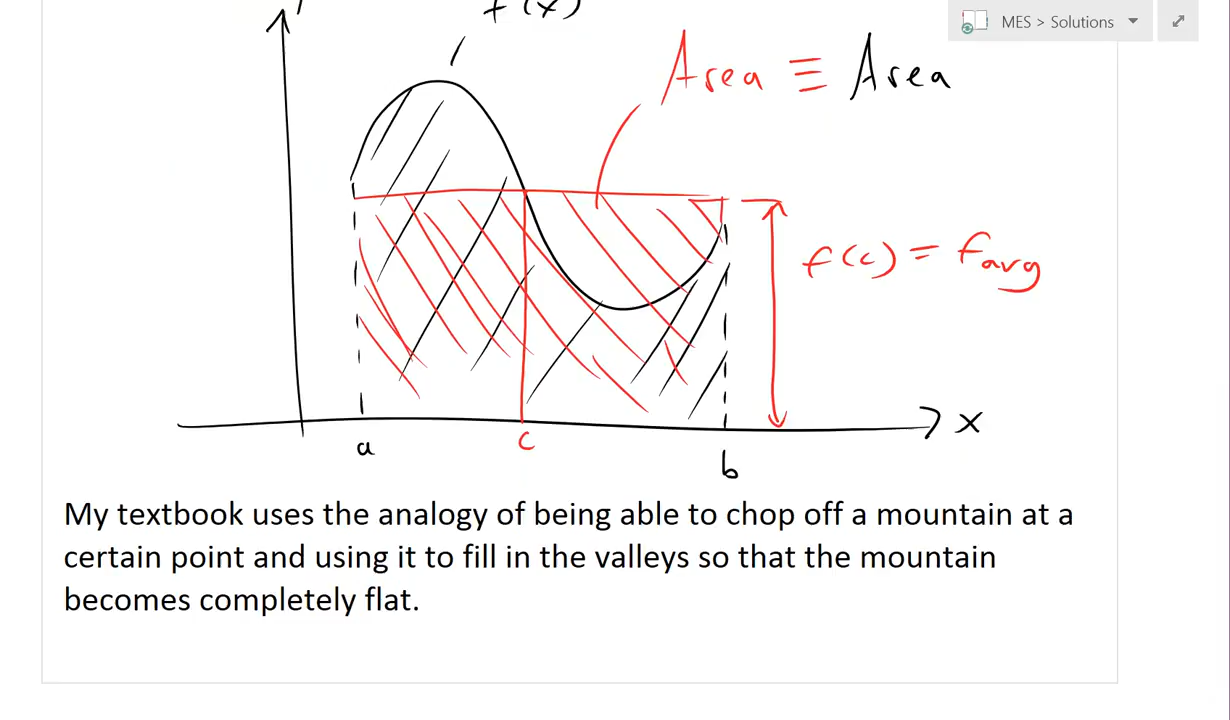 f(x)
MES > Solutions
Area ≡ Area
f(c) = favg
x
a
c
b
My textbook uses the analogy of being able to chop off a mountain at a
certain point and using it to fill in the valleys so that the mountain
becomes completely flat.